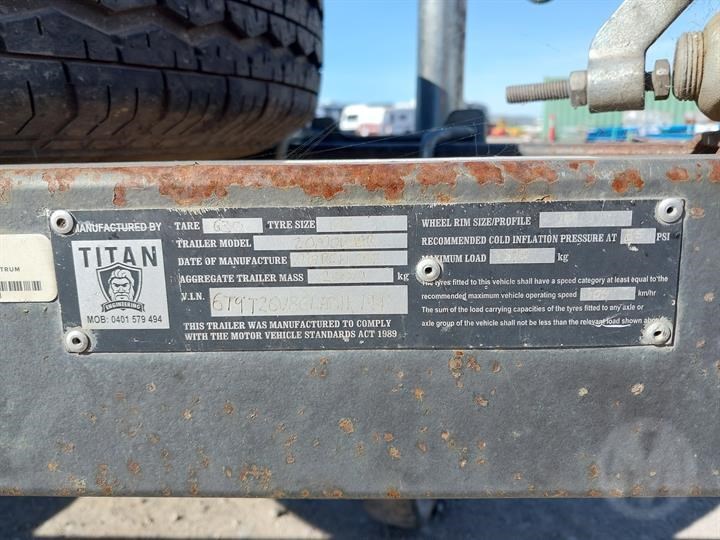 MANUFACTURED BY
TITAN
ENGINEERING
MOB: 0401 579 494
TARE 630 TYRE SIZE
TRAILER MODEL
DATE OF MANUFACTURE
AGGREGATE TRAILER MASS
V.I.N.
THIS TRAILER WAS MANUFACTURED TO COMPLY
WITH THE MOTOR VEHICLE STANDARDS ACT 1989
WHEEL RIM SIZE/PROFILE
RECOMMENDED COLD INFLATION PRESSURE AT PSI
MAXIMUM LOAD kg
The tyres fitted to this vehicle shall have a speed category at least equal to the
recommended maximum vehicle operating speed km/hr
The sum of the load carrying capacities of the tyres fitted to any axle or
axle group of the vehicle shall not be less than the relevant load shown above
TRUM